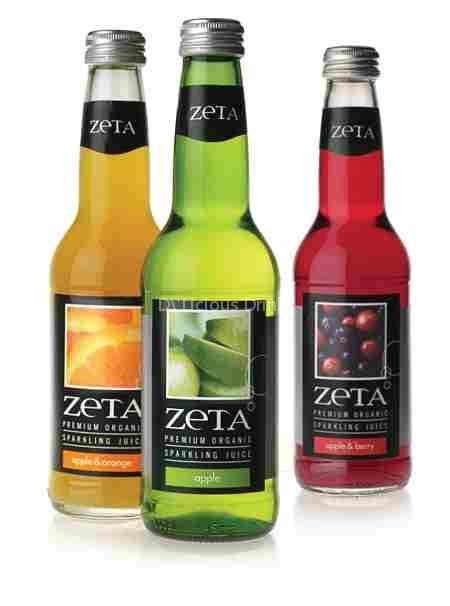 ZeTA
ZeTA
ZeTA
ZeTA
PREMIUM ORGANIC
SPARKLING JUICE
apple & orange
ZeTA
PREMIUM ORGANIC
SPARKLING JUICE
apple
ZeTA
PREMIUM ORGANIC
SPARKLING JUICE
apple & berry